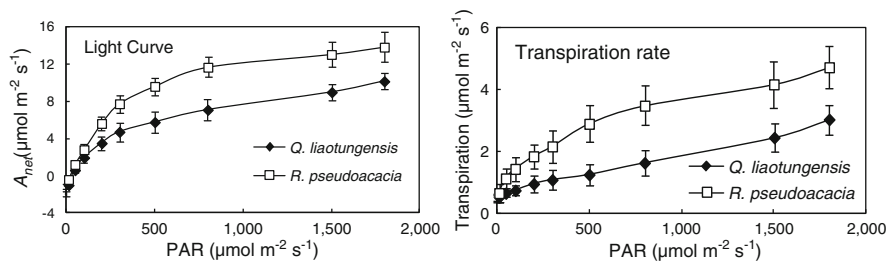 Light Curve
A_net(μmol m⁻² s⁻¹)
16
12
8
4
0
-4
Q. liaotungensis
R. pseudoacacia
0 500 1,000 1,500 2,000
PAR (μmol m⁻² s⁻¹)
Transpiration rate
Transpiration (μmol m⁻² s⁻¹)
6
4
2
0
Q. liaotungensis
R. pseudoacacia
0 500 1,000 1,500 2,000
PAR (μmol m⁻² s⁻¹)